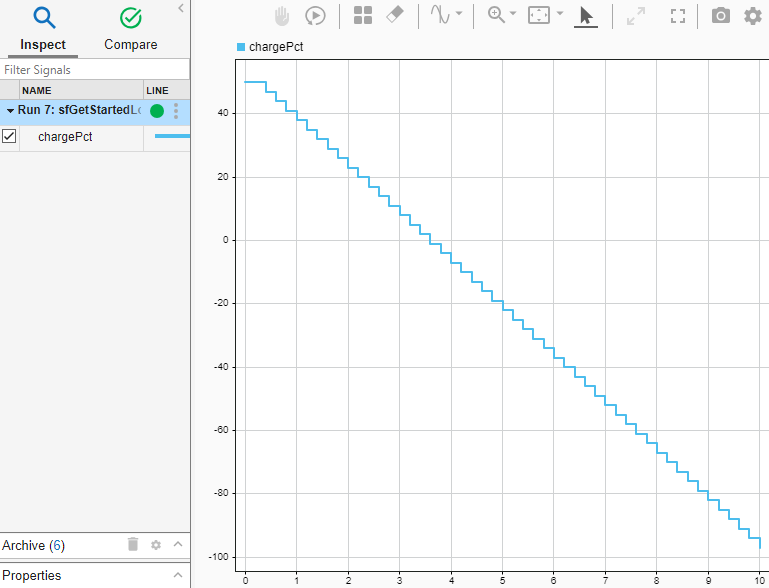 Inspect Compare
Filter Signals
NAME LINE
Run 7: sfGetStartedLo
chargePct
Archive (6)
Properties
chargePct
40
20
0
-20
-40
-60
-80
-100
0 1 2 3 4 5 6 7 8 9 10